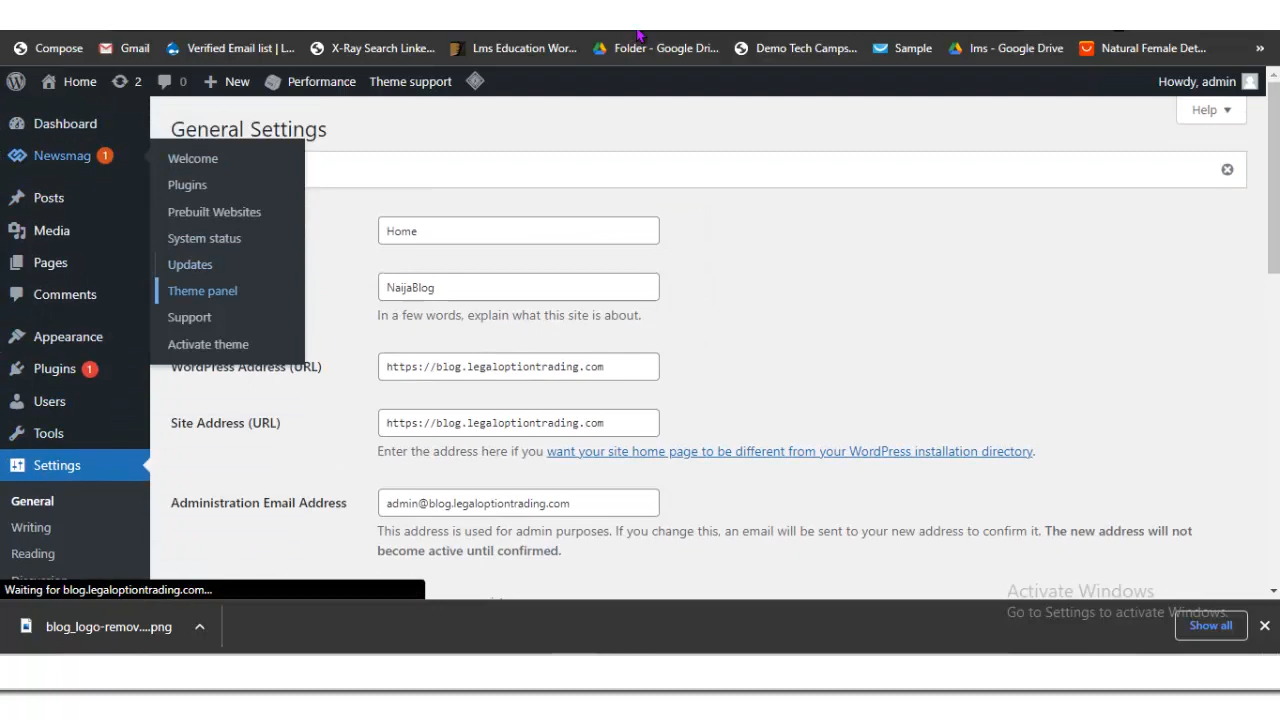 Compose Gmail Verified Email list | L... X-Ray Search Linke... Lms Education Wor... Folder - Google Dri... Demo Tech Camps... Sample lms - Google Drive Natural Female Det... »
Home 2 0 New Performance Theme support Howdy, admin
Help
Dashboard
Newsmag 1
Posts
Media
Pages
Comments
Appearance
Plugins 1
Users
Tools
Settings
General
Writing
Reading
Welcome
Plugins
Prebuilt Websites
System status
Updates
Theme panel
Support
Activate theme
General Settings
Home
NaijaBlog
In a few words, explain what this site is about.
WordPress Address (URL) https://blog.legaloptiontrading.com
Site Address (URL) https://blog.legaloptiontrading.com
Enter the address here if you want your site home page to be different from your WordPress installation directory.
Administration Email Address admin@blog.legaloptiontrading.com
This address is used for admin purposes. If you change this, an email will be sent to your new address to confirm it. The new address will not
become active until confirmed.
Waiting for blog.legaloptiontrading.com...
Activate Windows
Go to Settings to activate Windows.
blog_logo-remov....png
Show all